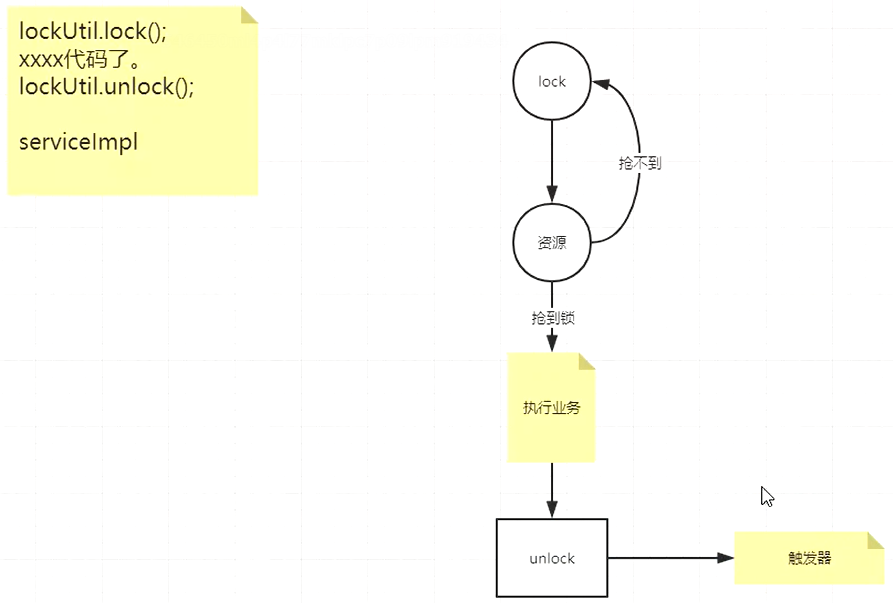 lockUtil.lock();
xxxx代码了。
lockUtil.unlock();
serviceImpl
lock
抢不到
资源
抢到锁
执行业务
unlock
触发器